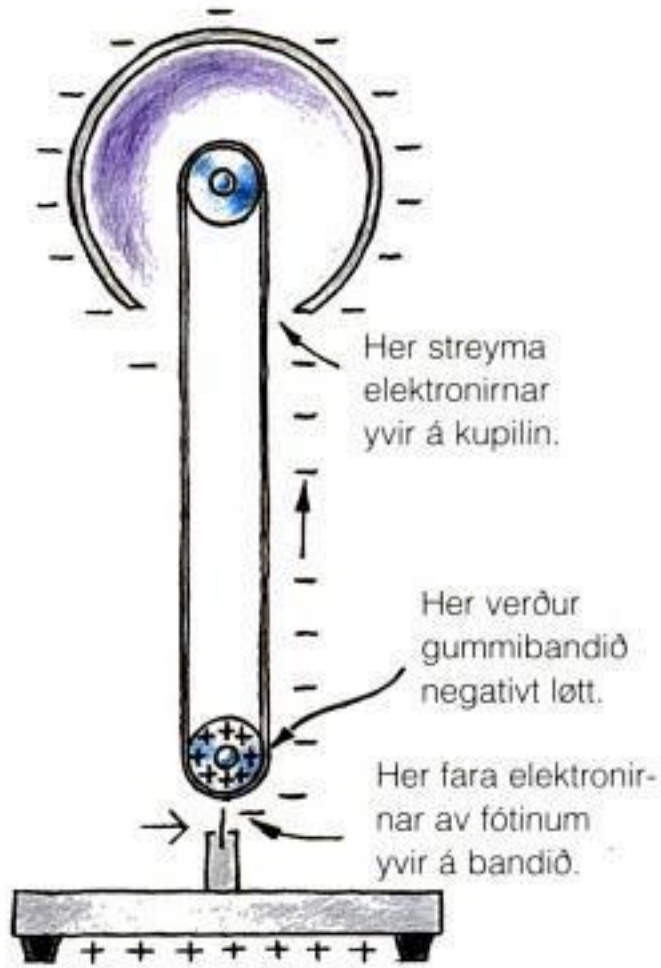 Her streyma
elektronirnar
yvir á kupilin.
Her verður
gummibandið
negativt løtt.
Her fara elektronir-
nar av fótinum
yvir á bandið.